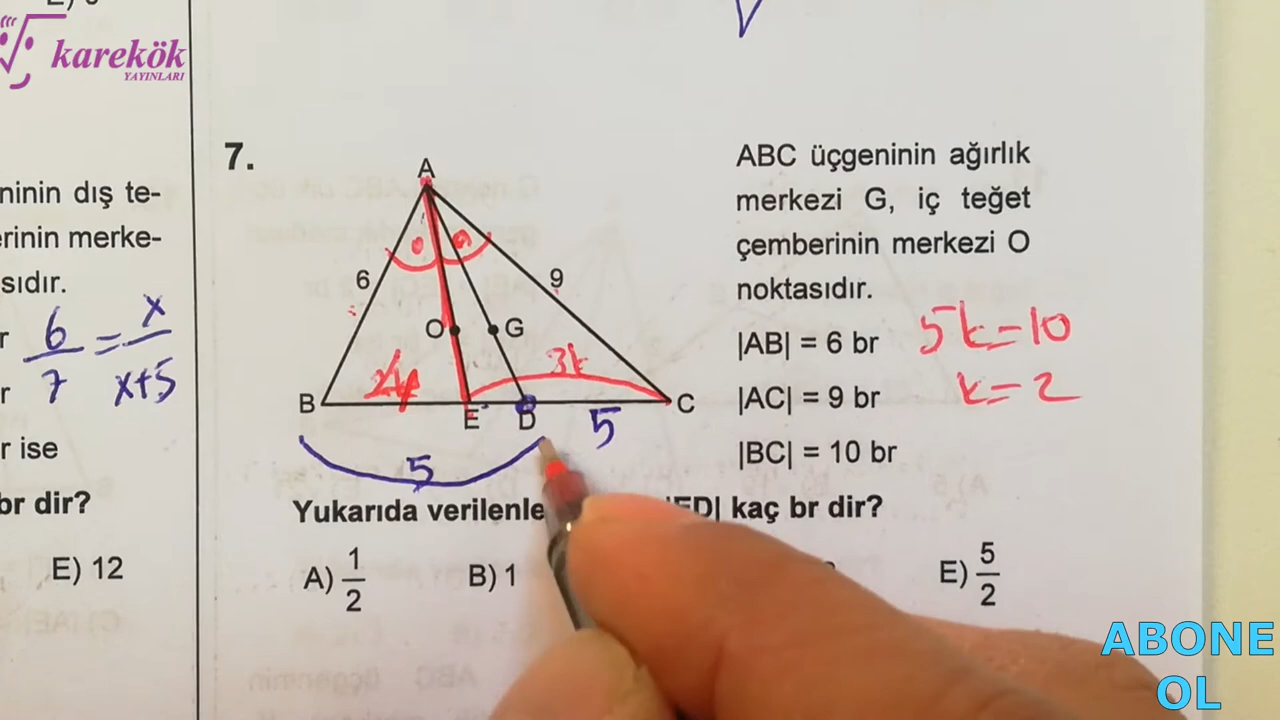 karekök
YAYINLARI
ninin dış te-
erinin merke-
sıdır.
r
r
r ise
br dir?
E) 12
6 = x
7 x+5
7.
A
6
9
O
G
2k
3k
B
E
D
C
5
5
ABC üçgeninin ağırlık
merkezi G, iç teğet
çemberinin merkezi O
noktasıdır.
|AB| = 6 br
|AC| = 9 br
|BC| = 10 br
5k=10
k=2
Yukarıda verilenle |ED| kaç br dir?
A) 1/2
B) 1
E) 5/2
ABONE
OL